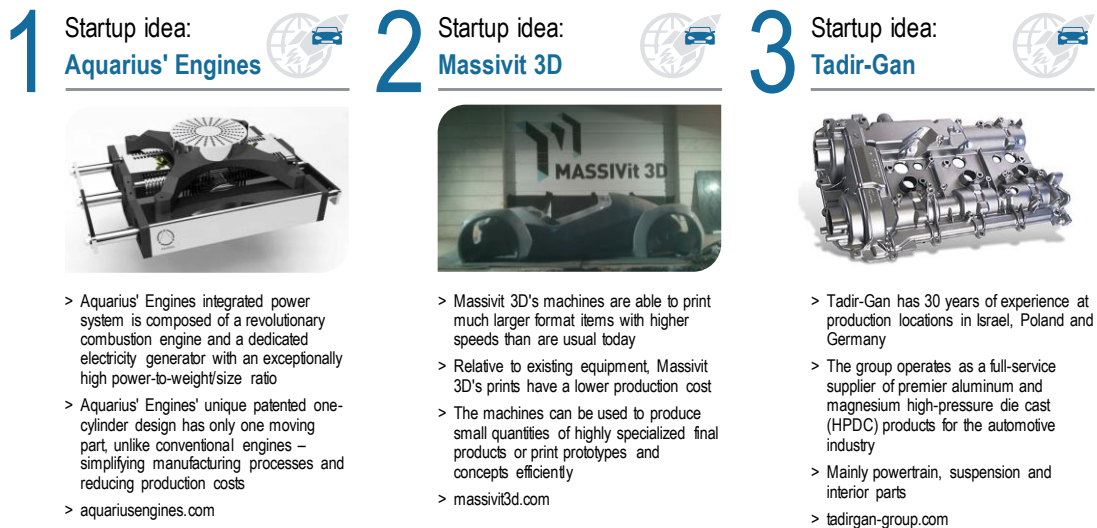 1
Startup idea:
Aquarius' Engines
> Aquarius' Engines integrated power
system is composed of a revolutionary
combustion engine and a dedicated
electricity generator with an exceptionally
high power-to-weight/size ratio
> Aquarius' Engines' unique patented one-
cylinder design has only one moving
part, unlike conventional engines –
simplifying manufacturing processes and
reducing production costs
> aquariusengines.com
2
Startup idea:
Massivit 3D
MASSIVit 3D
> Massivit 3D's machines are able to print
much larger format items with higher
speeds than are usual today
> Relative to existing equipment, Massivit
3D's prints have a lower production cost
> The machines can be used to produce
small quantities of highly specialized final
products or print prototypes and
concepts efficiently
> massivit3d.com
3
Startup idea:
Tadir-Gan
> Tadir-Gan has 30 years of experience at
production locations in Israel, Poland and
Germany
> The group operates as a full-service
supplier of premier aluminum and
magnesium high-pressure die cast
(HPDC) products for the automotive
industry
> Mainly powertrain, suspension and
interior parts
> tadirgan-group.com